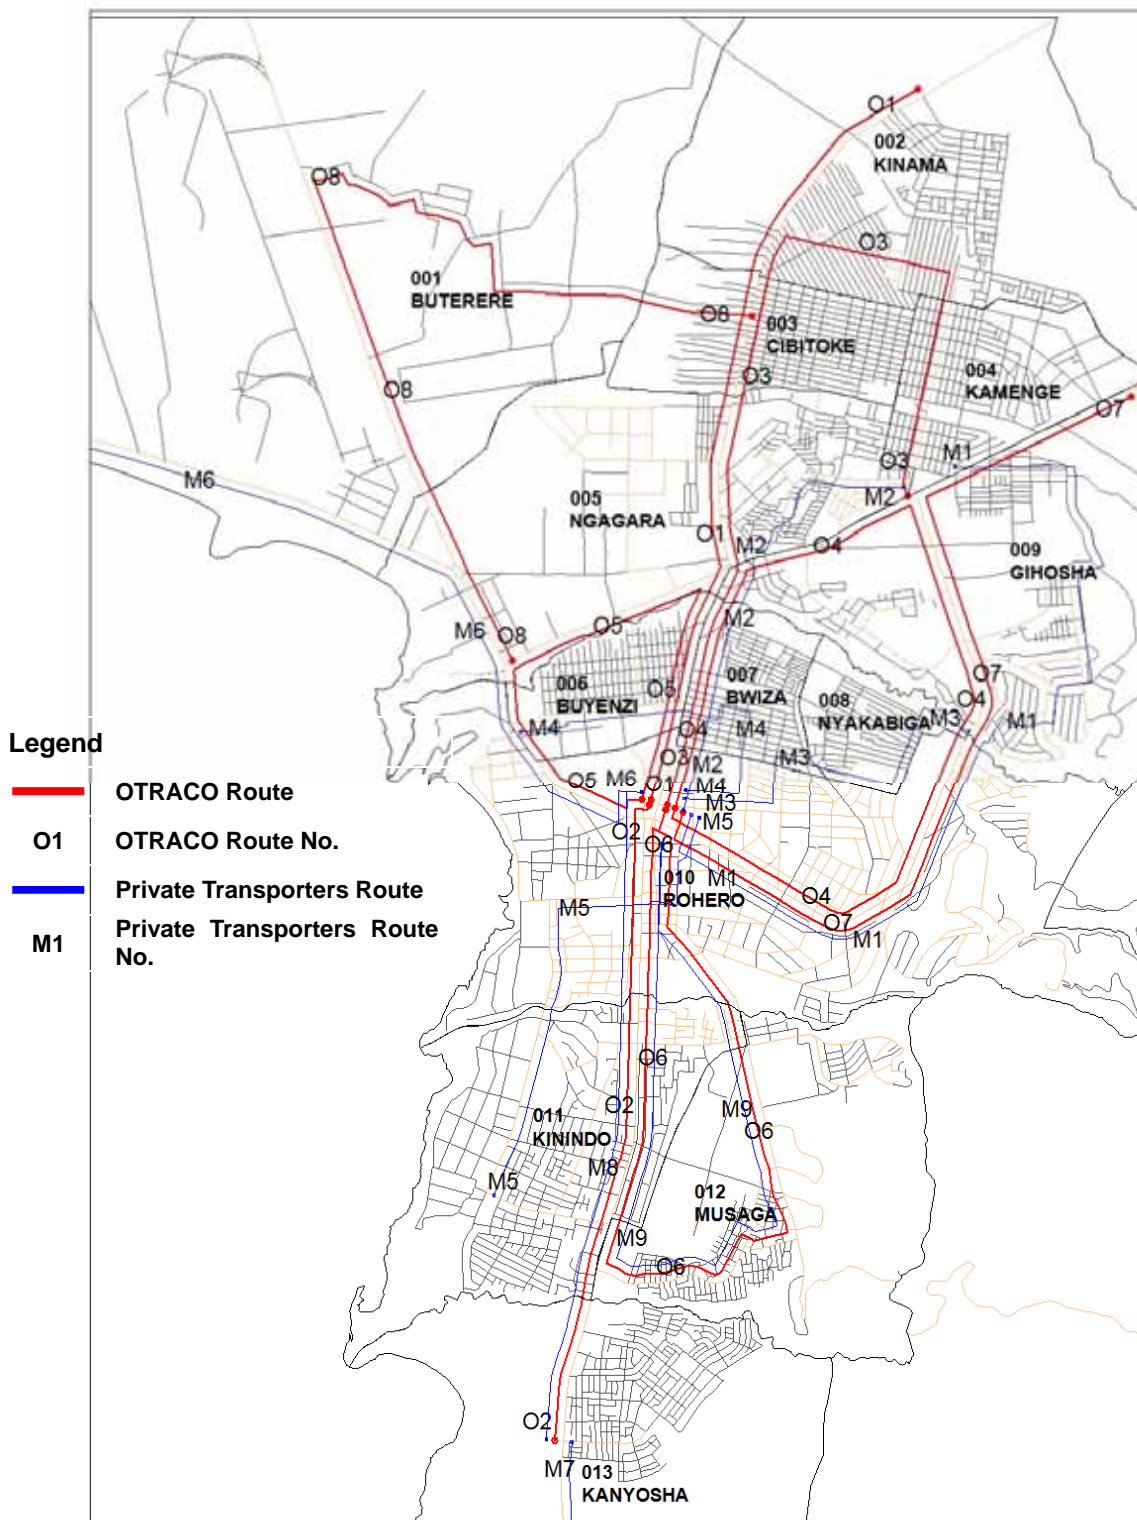 O1
002
KINAMA
O8
O3
001
BUTERERE
O8
003
CIBITOKE
O3
004
KAMENGE
O8
O7
O3
M1
M6
M2
005
NGAGARA
O1
M2
O4
009
GIHOSHA
O5
M2
M6
O8
007
BWIZA
O7
006
BUYENZI
O5
008
NYAKABIGA
O4
M3
M1
M4
O4
M4
Legend
O3
M2
M3
OTRACO Route
O5
M6
O1
M4
M3
M5
O1
OTRACO Route No.
O2
O6
010
ROHERO
M1
O4
Private Transporters Route
M5
O7
M1
M1
Private Transporters Route
No.
O6
O2
M9
O6
011
KININDO
M8
M5
012
MUSAGA
M9
O6
O2
M7
013
KANYOSHA